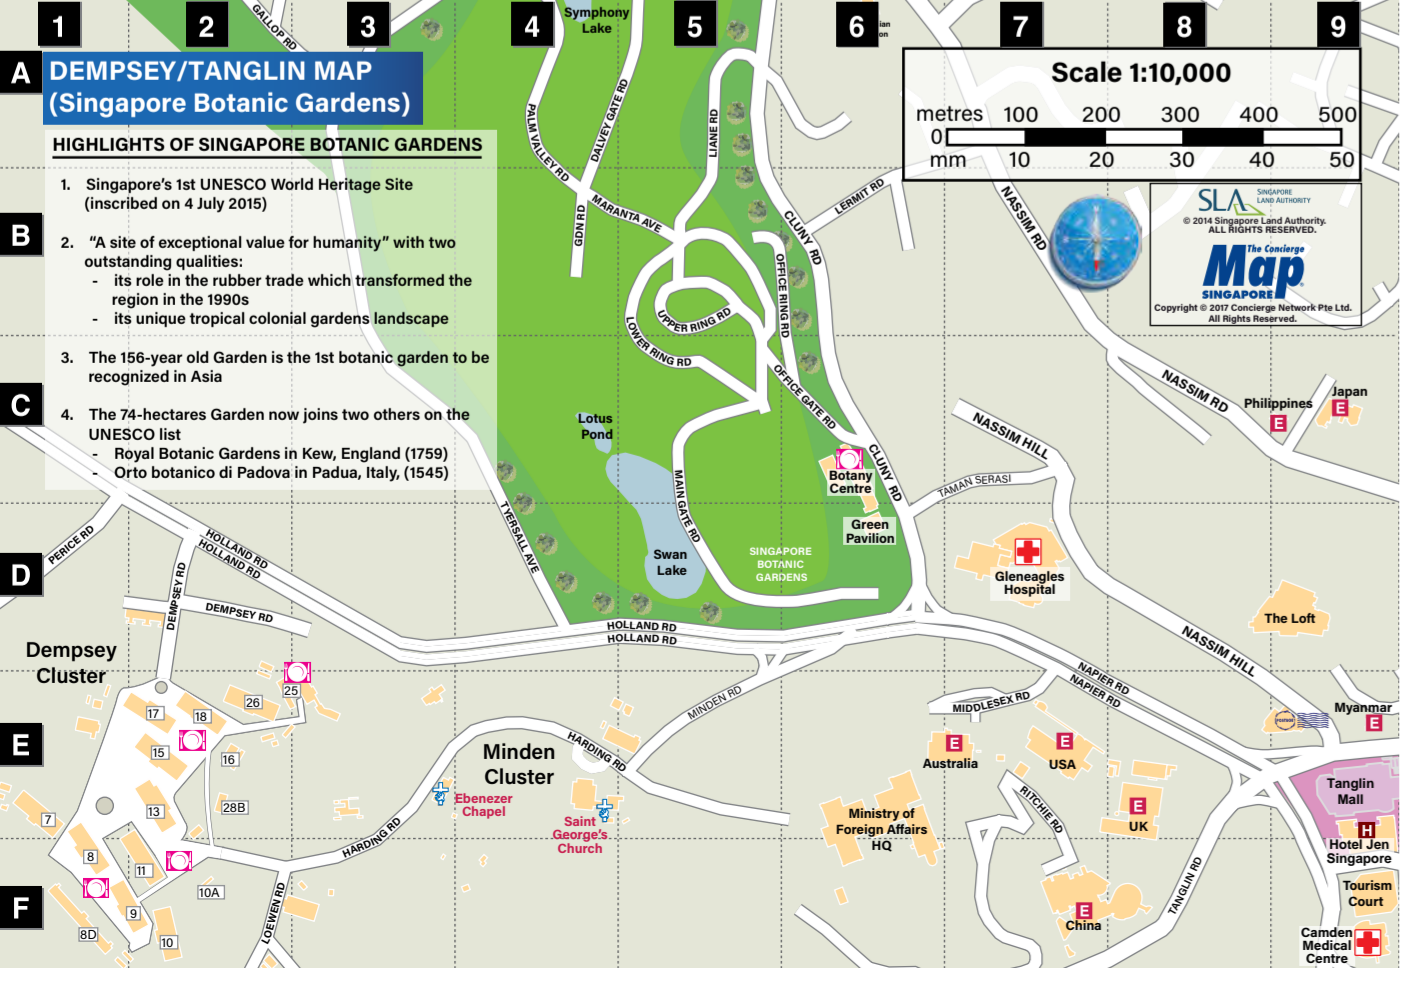 1 2 3 4 5 6 7 8 9
GALLOP RD
Symphony
Lake
ian
on
A
DEMPSEY/TANGLIN MAP
(Singapore Botanic Gardens)
Scale 1:10,000
metres 100 200 300 400 500
0
mm 10 20 30 40 50
HIGHLIGHTS OF SINGAPORE BOTANIC GARDENS
1. Singapore's 1st UNESCO World Heritage Site
(inscribed on 4 July 2015)
2. "A site of exceptional value for humanity" with two
outstanding qualities:
- its role in the rubber trade which transformed the
region in the 1990s
- its unique tropical colonial gardens landscape
3. The 156-year old Garden is the 1st botanic garden to be
recognized in Asia
4. The 74-hectares Garden now joins two others on the
UNESCO list
- Royal Botanic Gardens in Kew, England (1759)
- Orto botanico di Padova in Padua, Italy, (1545)
PALM VALLEY RD
DALVEY GATE RD
LIANE RD
B
GDN RD
MARANTA AVE
CLUNY RD
LERMIT RD
NASSIM RD
SLA
SINGAPORE
LAND AUTHORITY
© 2014 Singapore Land Authority.
ALL RIGHTS RESERVED.
The Concierge
Map
SINGAPORE
Copyright © 2017 Concierge Network Pte Ltd.
All Rights Reserved.
OFFICE RING RD
UPPER RING RD
LOWER RING RD
C
OFFICE GATE RD
NASSIM RD
Philippines
E
Japan
E
Lotus
Pond
NASSIM HILL
CLUNY RD
Botany
Centre
TAMAN SERASI
MAIN GATE RD
TYERSALL AVE
Green
Pavilion
D
PERICE RD
HOLLAND RD
HOLLAND RD
Swan
Lake
SINGAPORE
BOTANIC
GARDENS
Gleneagles
Hospital
DEMPSEY RD
DEMPSEY RD
HOLLAND RD
HOLLAND RD
The Loft
NASSIM HILL
Dempsey
Cluster
25
26
17
18
15
16
MINDEN RD
NAPIER RD
NAPIER RD
MIDDLESEX RD
Myanmar
E
E
Minden
Cluster
HARDING RD
E
Australia
E
USA
Tanglin
Mall
7
13
28B
Ebenezer
Chapel
Saint
George's
Church
Ministry of
Foreign Affairs
HQ
RITCHIE RD
E
UK
H
Hotel Jen
Singapore
HARDING RD
8
11
10A
F
9
8D
10
LOEWEN RD
E
China
TANGLIN RD
Tourism
Court
Camden
Medical
Centre